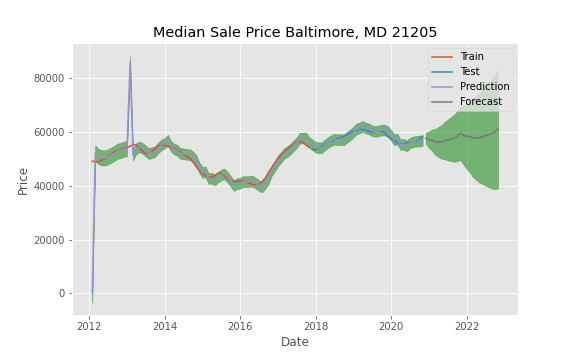 Median Sale Price Baltimore, MD 21205
Train
Test
Prediction
Forecast
80000
60000
40000
20000
0
Price
2012 2014 2016 2018 2020 2022
Date